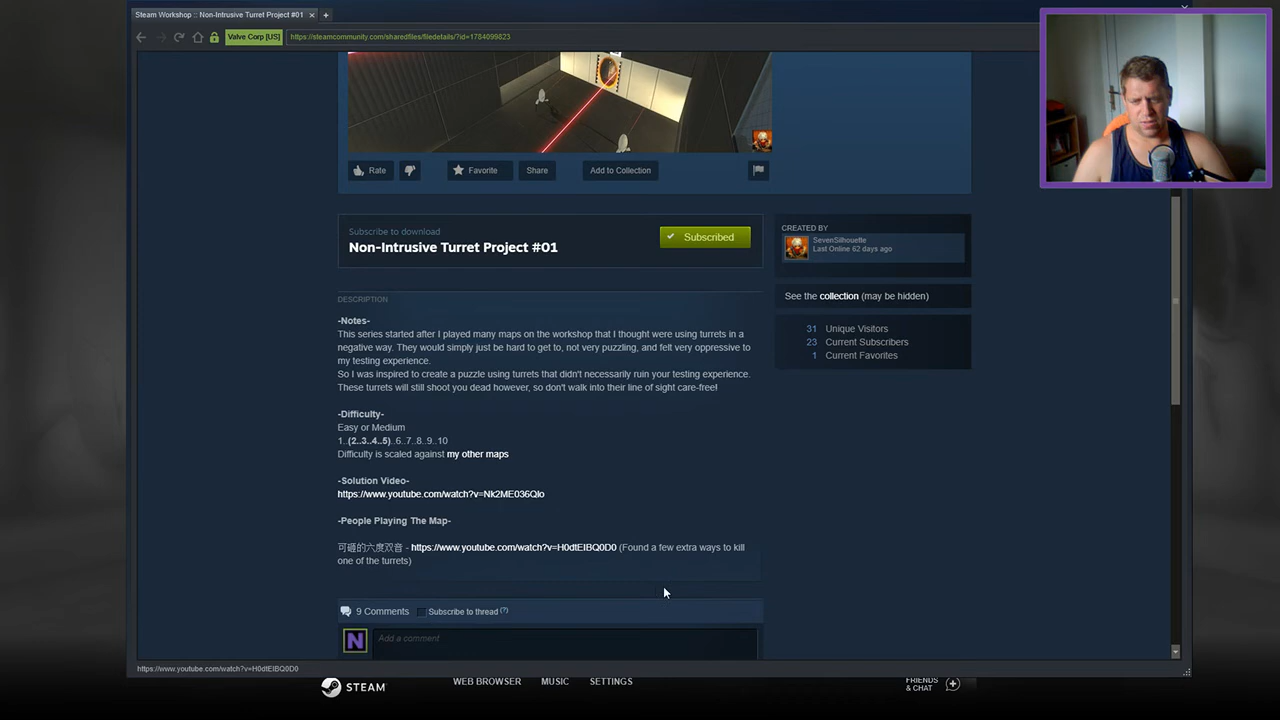 Steam Workshop :: Non-Intrusive Turret Project #01
Valve Corp [US]
https://steamcommunity.com/sharedfiles/filedetails/?id=1784099823
Rate
Favorite
Share
Add to Collection
Subscribe to download
Non-Intrusive Turret Project #01
Subscribed
CREATED BY
SevenSilhouette
Last Online 62 days ago
See the collection (may be hidden)
31 Unique Visitors
23 Current Subscribers
1 Current Favorites
DESCRIPTION
-Notes-
This series started after I played many maps on the workshop that I thought were using turrets in a
negative way. They would simply just be hard to get to, not very puzzling, and felt very oppressive to
my testing experience.
So I was inspired to create a puzzle using turrets that didn't necessarily ruin your testing experience.
These turrets will still shoot you dead however, so don't walk into their line of sight care-free!
-Difficulty-
Easy or Medium
1..(2..3..4..5)..6..7..8..9..10
Difficulty is scaled against my other maps
-Solution Video-
https://www.youtube.com/watch?v=Nk2ME036QIo
-People Playing The Map-
可砸的六度双音 - https://www.youtube.com/watch?v=H0dtEIBQ0D0 (Found a few extra ways to kill
one of the turrets)
9 Comments
Subscribe to thread (?)
N
Add a comment
https://www.youtube.com/watch?v=H0dtEIBQ0D0
STEAM
WEB BROWSER
MUSIC
SETTINGS
FRIENDS
& CHAT